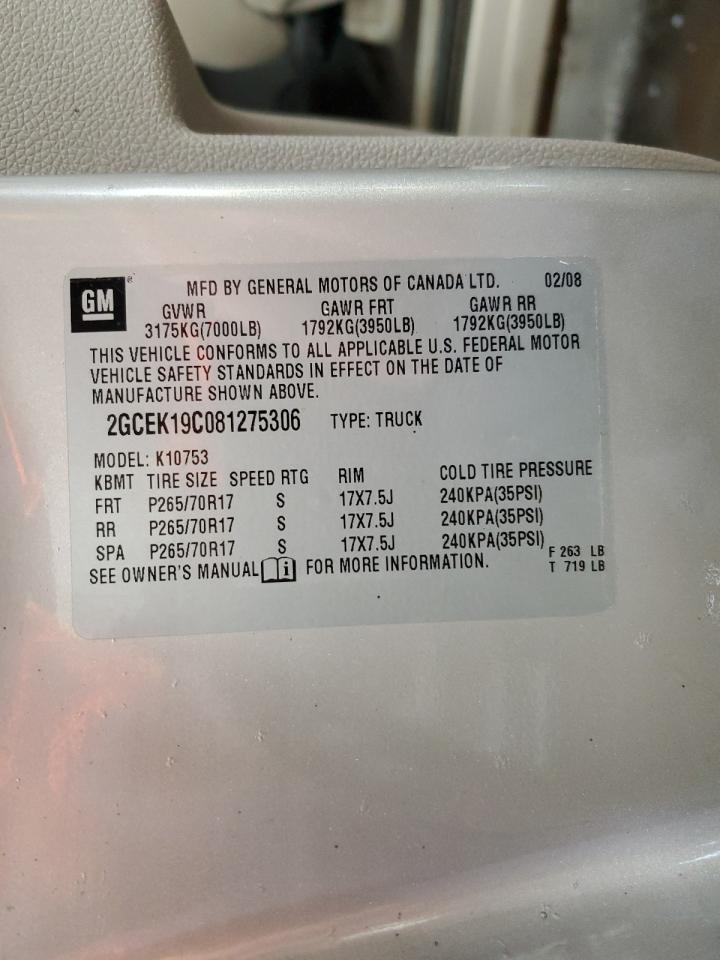 GM ® MFD BY GENERAL MOTORS OF CANADA LTD. 02/08
GVWR GAWR FRT GAWR RR
3175KG(7000LB) 1792KG(3950LB) 1792KG(3950LB)
THIS VEHICLE CONFORMS TO ALL APPLICABLE U.S. FEDERAL MOTOR
VEHICLE SAFETY STANDARDS IN EFFECT ON THE DATE OF
MANUFACTURE SHOWN ABOVE.
2GCEK19C081275306 TYPE: TRUCK
MODEL: K10753
KBMT TIRE SIZE SPEED RTG RIM COLD TIRE PRESSURE
FRT P265/70R17 S 17X7.5J 240KPA(35PSI)
RR P265/70R17 S 17X7.5J 240KPA(35PSI)
SPA P265/70R17 S 17X7.5J 240KPA(35PSI)
SEE OWNER'S MANUAL i FOR MORE INFORMATION.
F 263 LB
T 719 LB